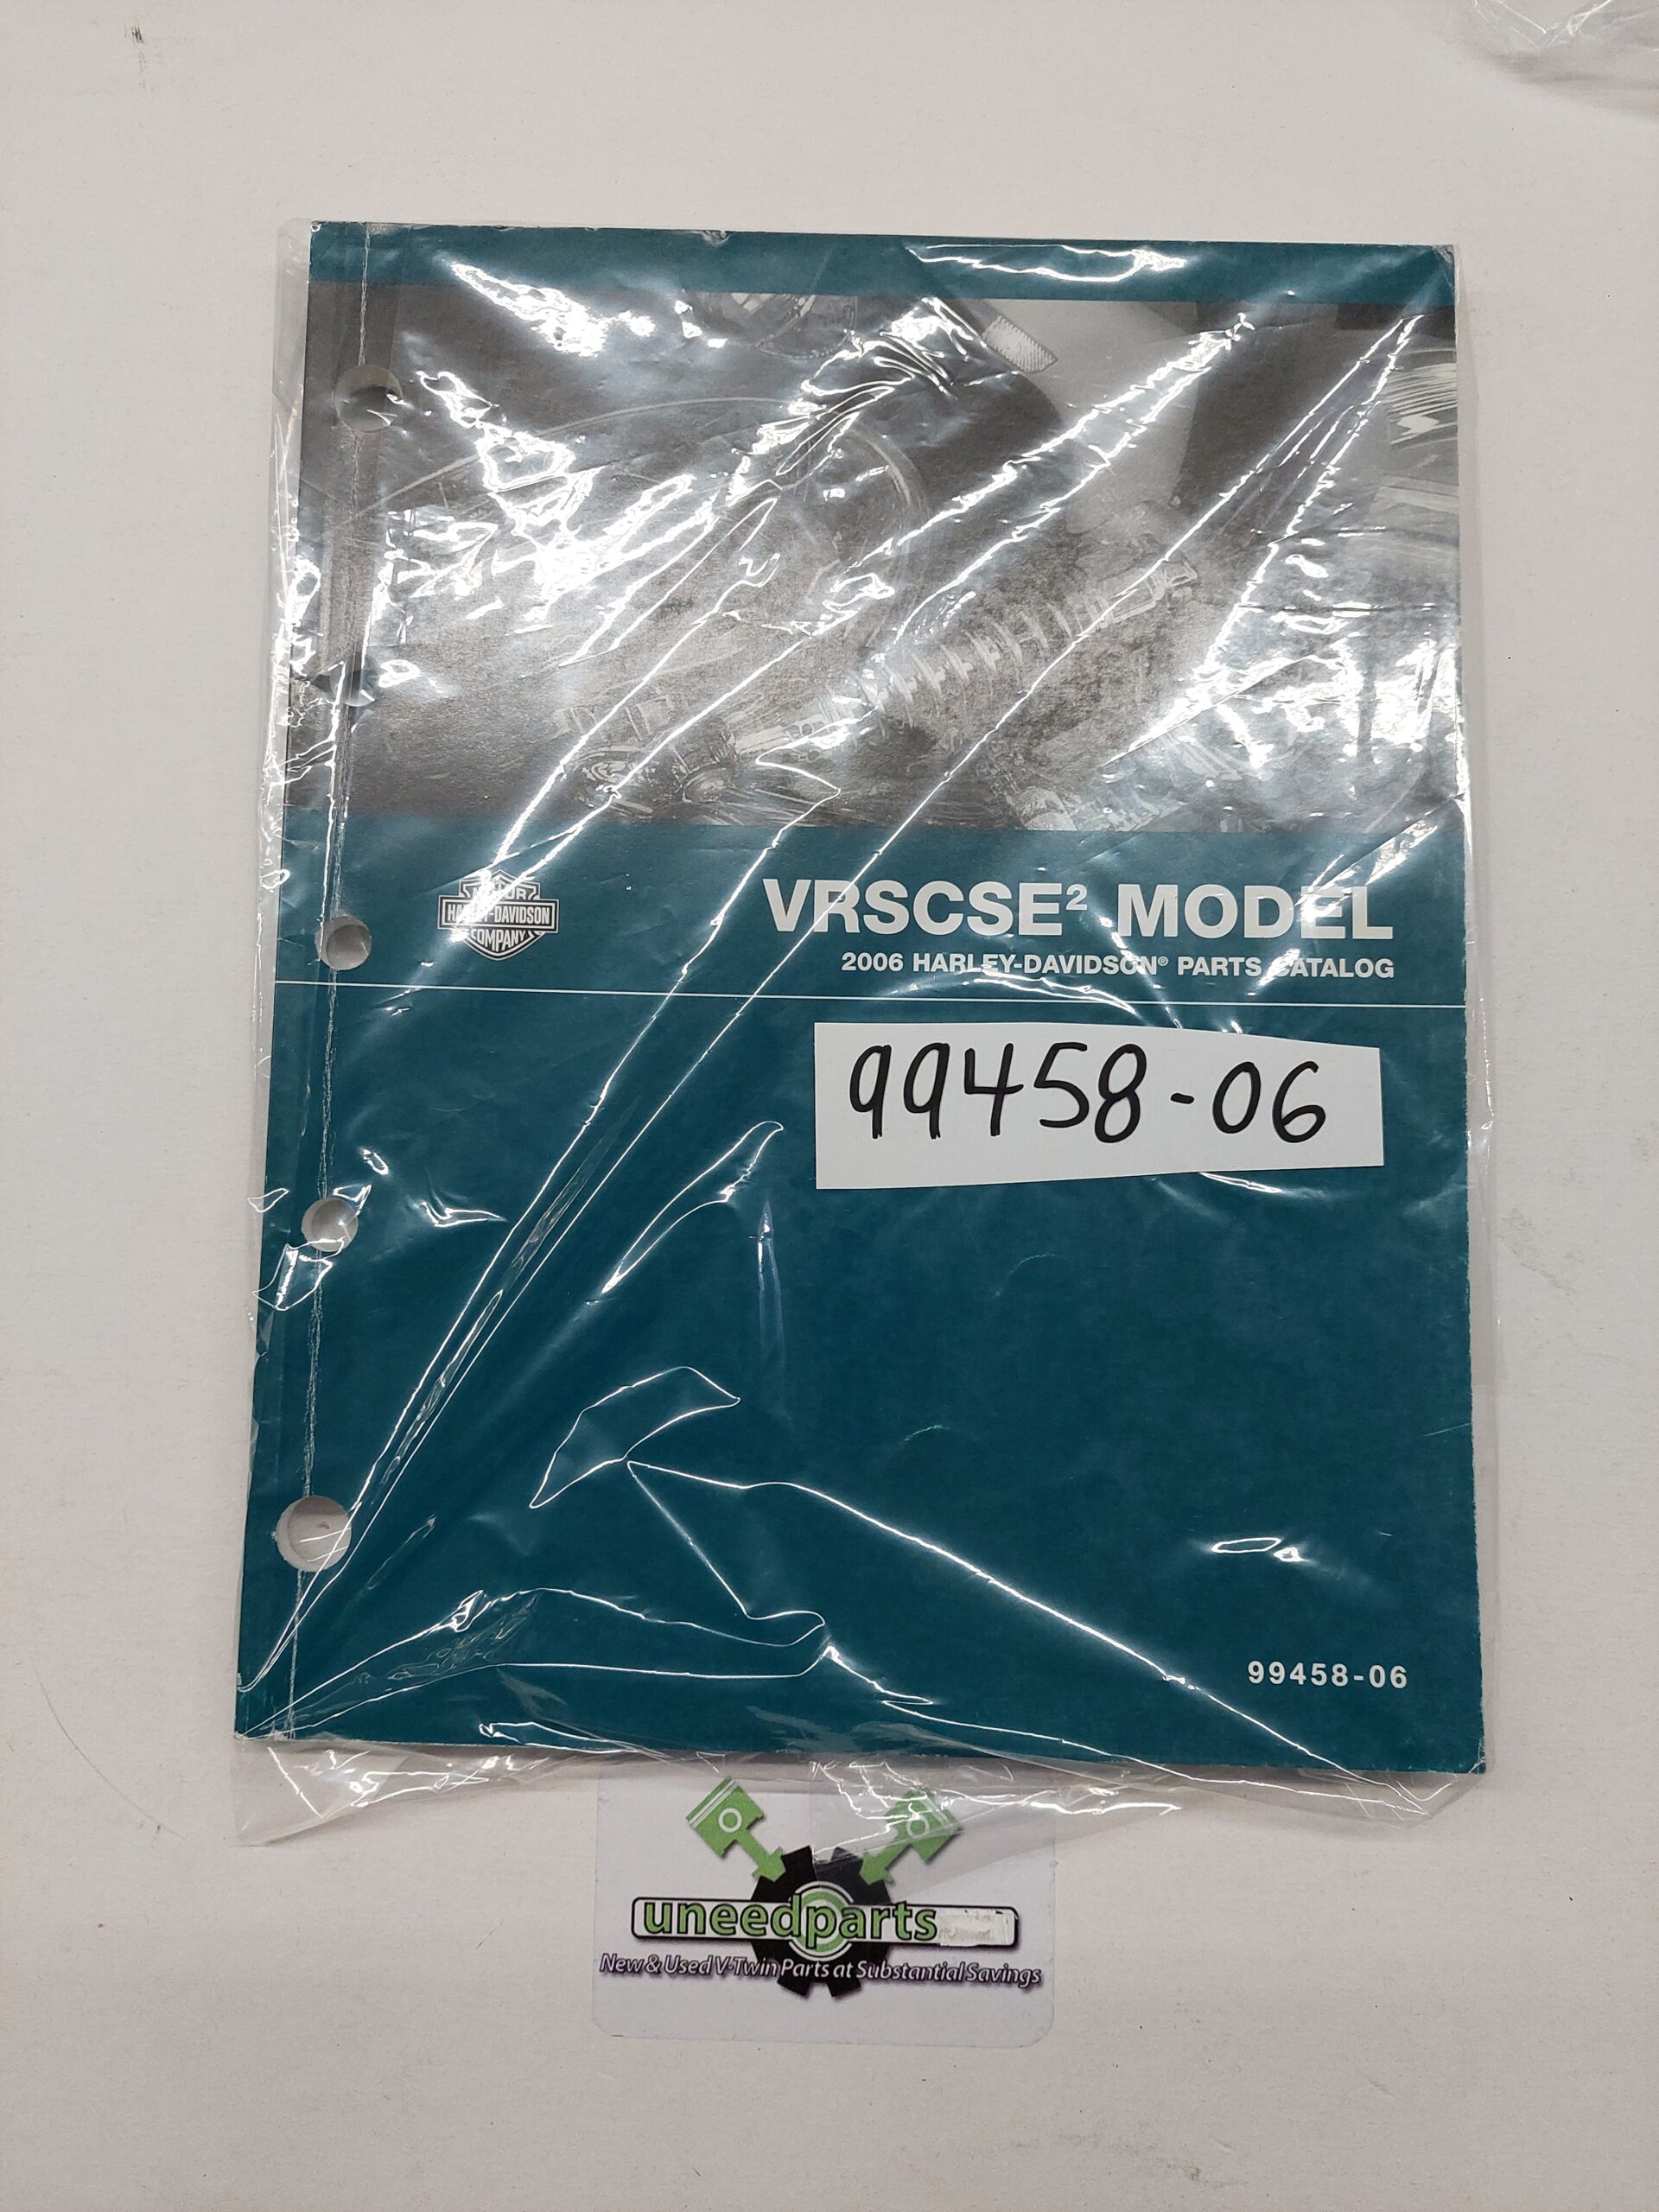 MOTOR
HARLEY-DAVIDSON
COMPANY
VRSCSE² MODEL
2006 HARLEY-DAVIDSON® PARTS CATALOG
99458-06
99458-06
uneedparts
New & Used V-Twin Parts at Substantial Savings